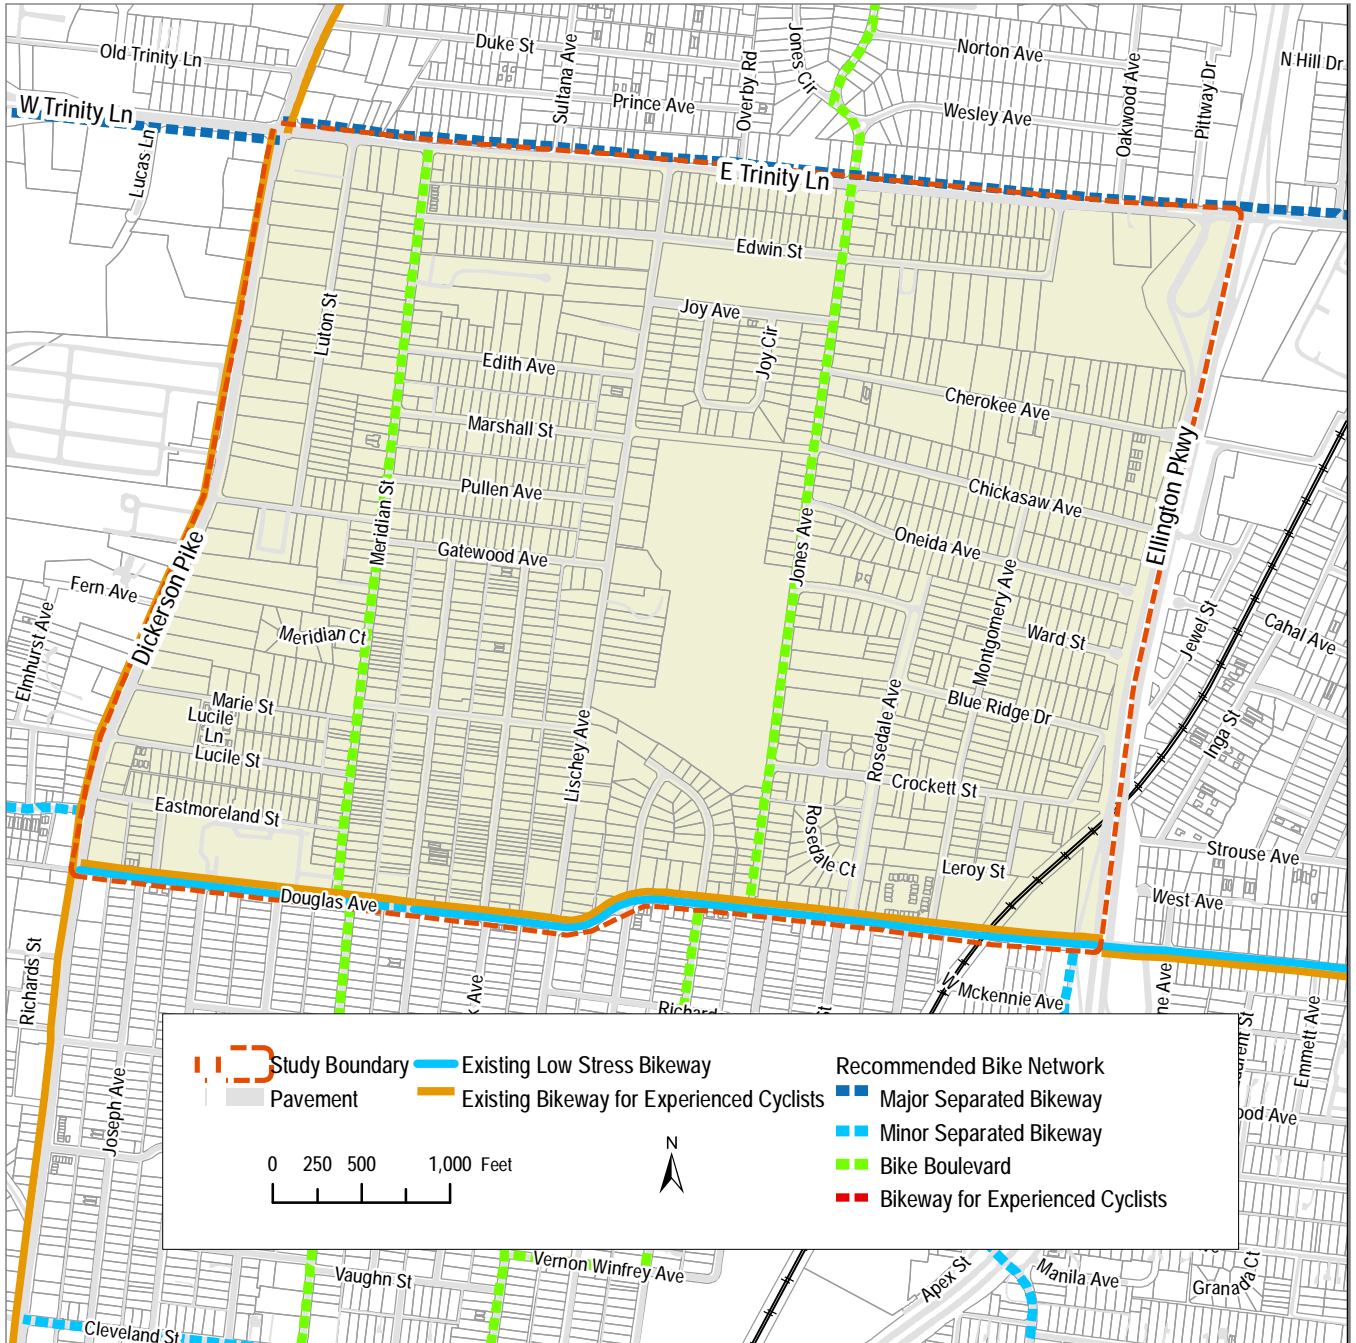 Old Trinity Ln
Duke St
Sultana Ave
Overby Rd
Jones Cir
Norton Ave
Oakwood Ave
Pittway Dr
N Hill Dr
W Trinity Ln
Prince Ave
Wesley Ave
Lucas Ln
E Trinity Ln
Edwin St
Luton St
Joy Ave
Joy Cir
Edith Ave
Cherokee Ave
Marshall St
Ellington Pkwy
Meridian St
Pullen Ave
Chickasaw Ave
Jones Ave
Oneida Ave
Gatewood Ave
Dickerson Pike
Fern Ave
Montgomery Ave
Elmhurst Ave
Meridian Ct
Ward St
Jewel St
Cahal Ave
Marie St
Lucile
Ln
Lucile St
Lischey Ave
Rosedale Ave
Blue Ridge Dr
Inga St
Crockett St
Eastmoreland St
Rosedale Ct
Leroy St
Strouse Ave
Douglas Ave
West Ave
Richards St
k Ave
W Mckennie Ave
ne Ave
Richard
Emmett Ave
Joseph Ave
ood Ave
Study Boundary
Pavement
Existing Low Stress Bikeway
Existing Bikeway for Experienced Cyclists
Recommended Bike Network
Major Separated Bikeway
Minor Separated Bikeway
Bike Boulevard
Bikeway for Experienced Cyclists
0 250 500 1,000 Feet
N
Vaughn St
Vernon Winfrey Ave
Apex St
Manila Ave
Granada Ct
Cleveland St